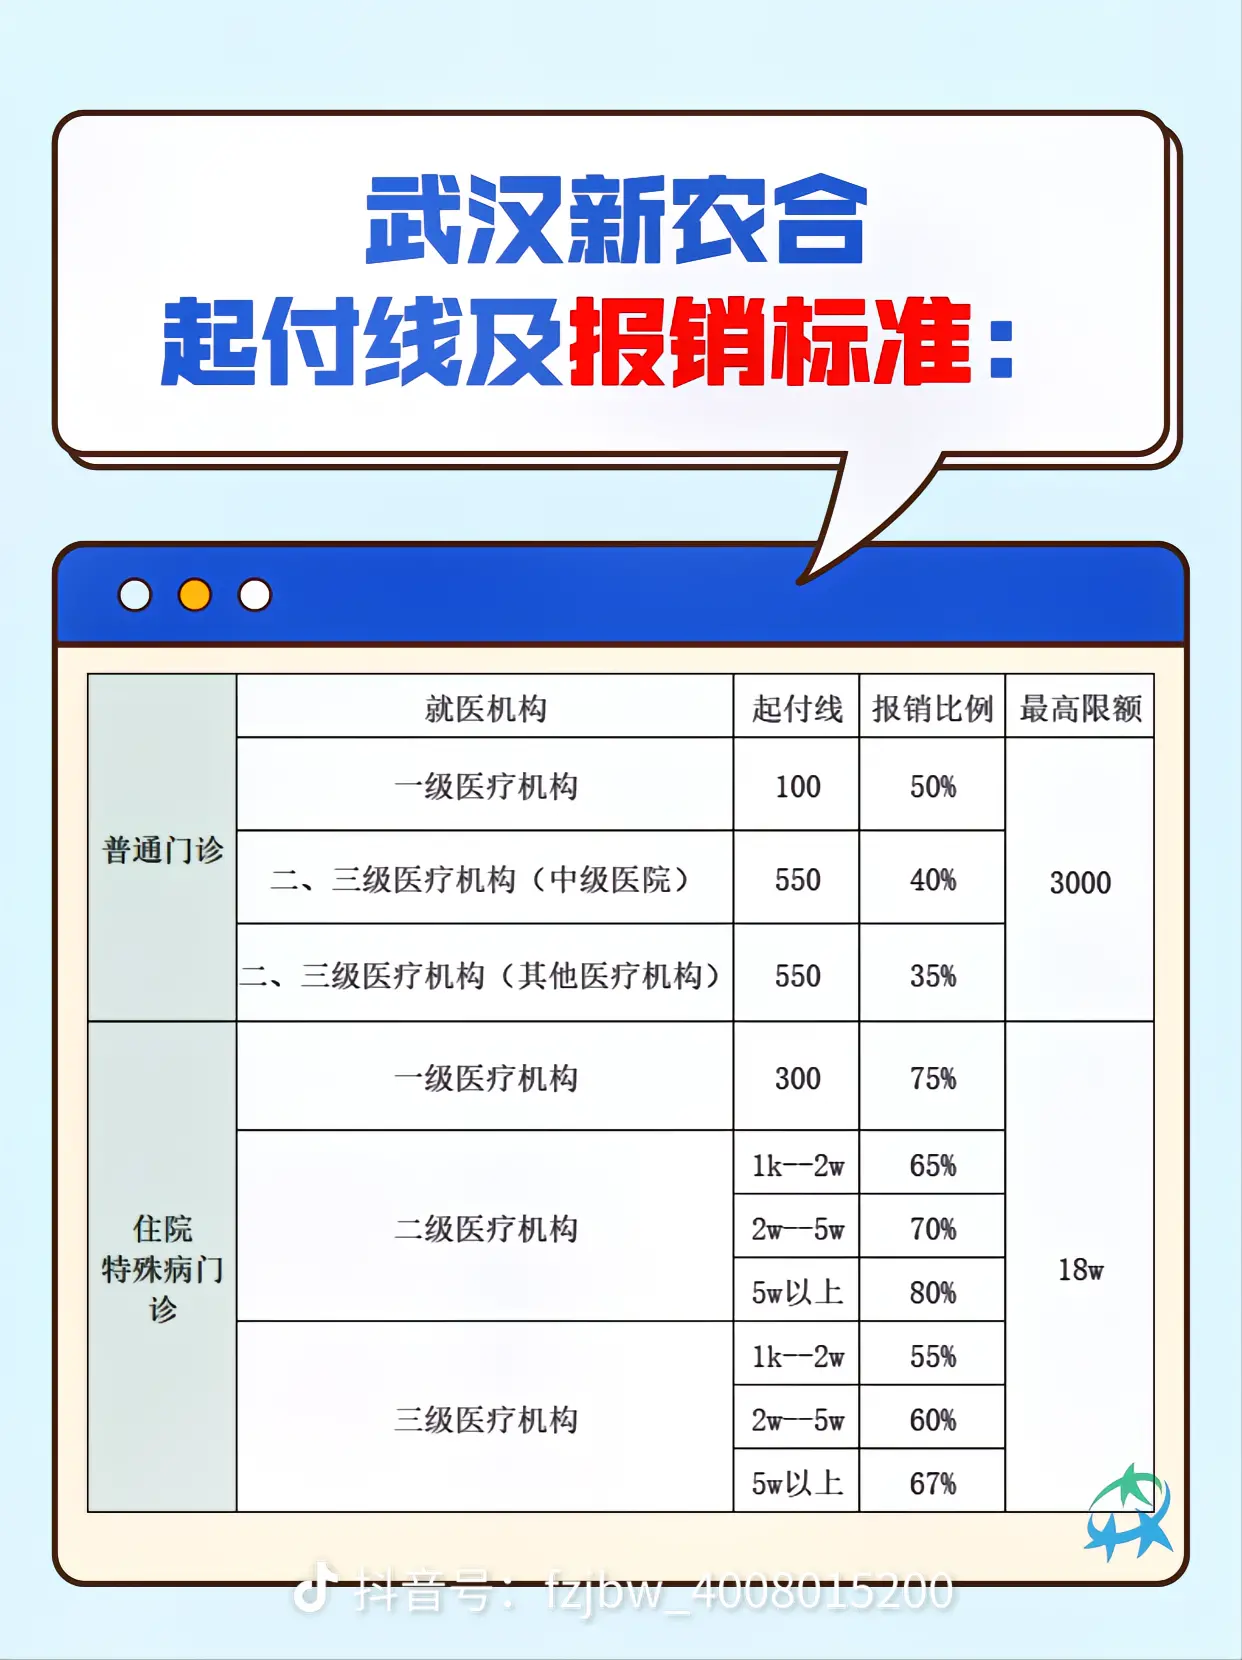 武汉新农合
起付线及报销标准：
就医机构 起付线 报销比例 最高限额
普通门诊
一级医疗机构 100 50%
二、三级医疗机构（中级医院） 550 40%
3000
二、三级医疗机构（其他医疗机构） 550 35%
住院
特殊病门
诊
一级医疗机构 300 75%
二级医疗机构
1k--2w 65%
2w--5w 70%
5w以上 80%
18w
三级医疗机构
1k--2w 55%
2w--5w 60%
5w以上 67%
抖音号：fzjbw_4008015200